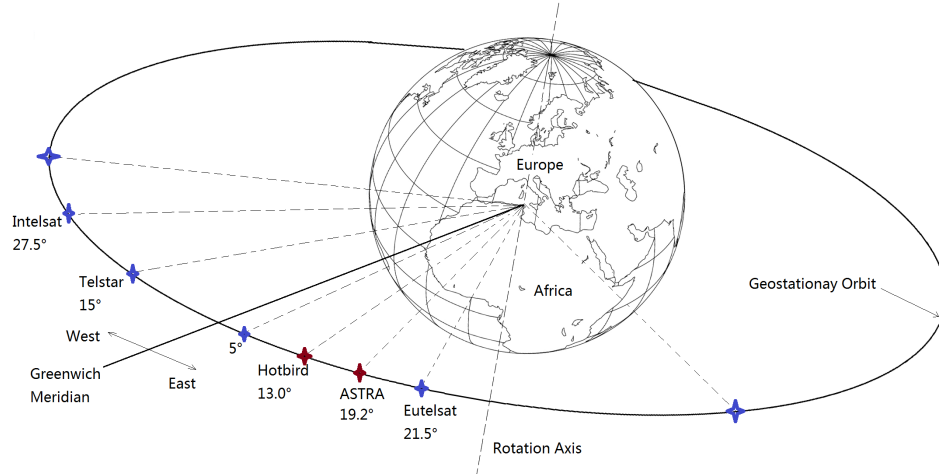 Europe
Intelsat
27.5°
Telstar
15°
Africa
Geostationay Orbit
West
5°
Greenwich
Meridian
East
Hotbird
13.0°
ASTRA
19.2°
Eutelsat
21.5°
Rotation Axis